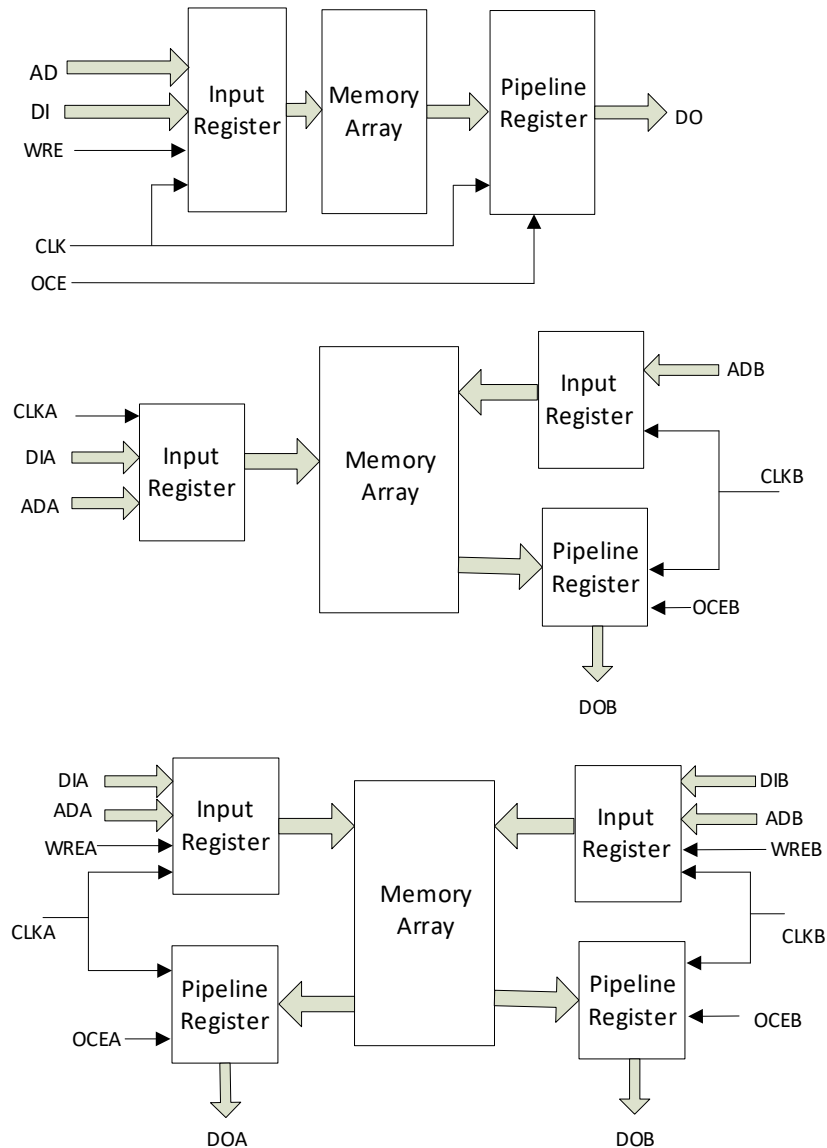 AD
DI
WRE
CLK
OCE
Input
Register
Memory
Array
Pipeline
Register
DO
CLKA
DIA
ADA
Input
Register
Memory
Array
Input
Register
ADB
CLKB
Pipeline
Register
OCEB
DOB
DIA
ADA
WREA
CLKA
OCEA
Input
Register
Pipeline
Register
DOA
Memory
Array
Input
Register
DIB
ADB
WREB
CLKB
Pipeline
Register
OCEB
DOB